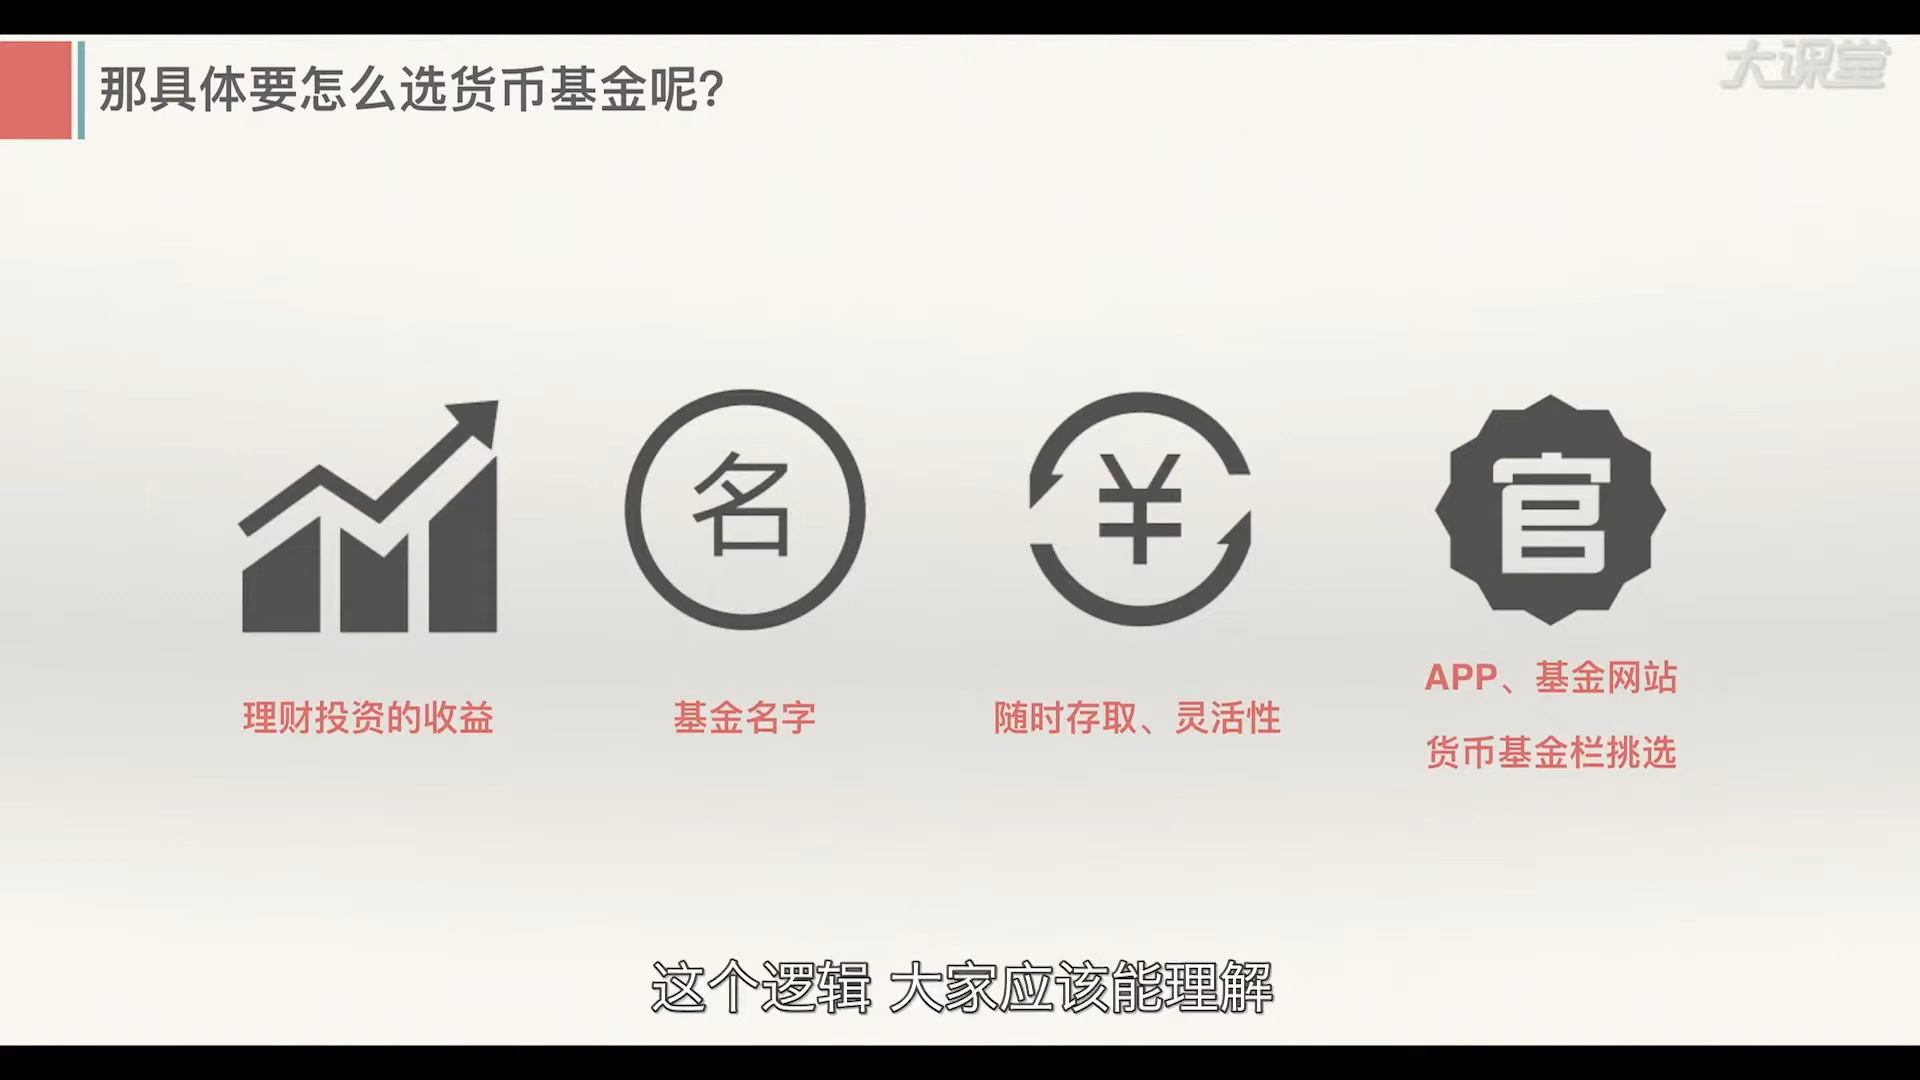 那具体要怎么选货币基金呢?
大课堂
名
¥
官
理财投资的收益
基金名字
随时存取、灵活性
APP、基金网站
货币基金栏挑选
这个逻辑 大家应该能理解